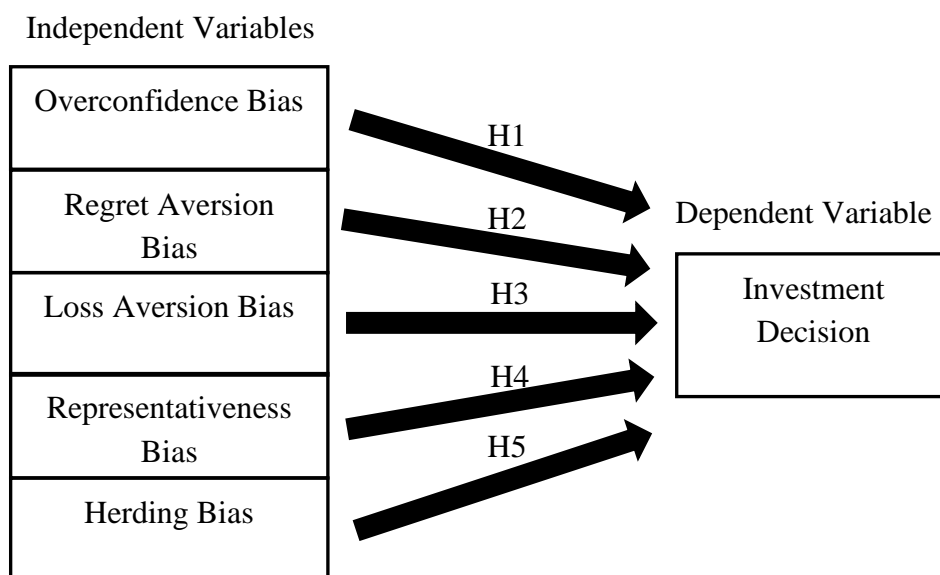 Independent Variables
Overconfidence Bias
Regret Aversion
Bias
Loss Aversion Bias
Representativeness
Bias
Herding Bias
H1
H2
H3
H4
H5
Dependent Variable
Investment
Decision